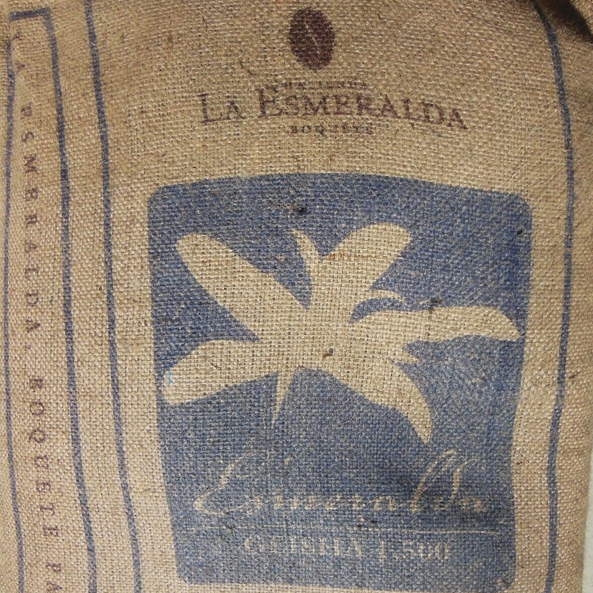 HACIENDA
LA ESMERALDA
BOQUETE
Esmeralda
GEISHA 1.500
LA ESMERALDA, BOQUETE PA